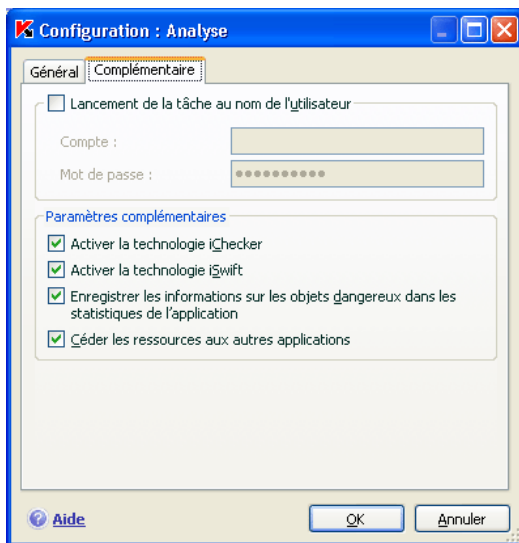 Configuration : Analyse
Général
Complémentaire
Lancement de la tâche au nom de l'utilisateur
Compte :
Mot de passe :
Paramètres complémentaires
Activer la technologie iChecker
Activer la technologie iSwift
Enregistrer les informations sur les objets dangereux dans les
statistiques de l'application
Céder les ressources aux autres applications
Aide
OK
Annuler